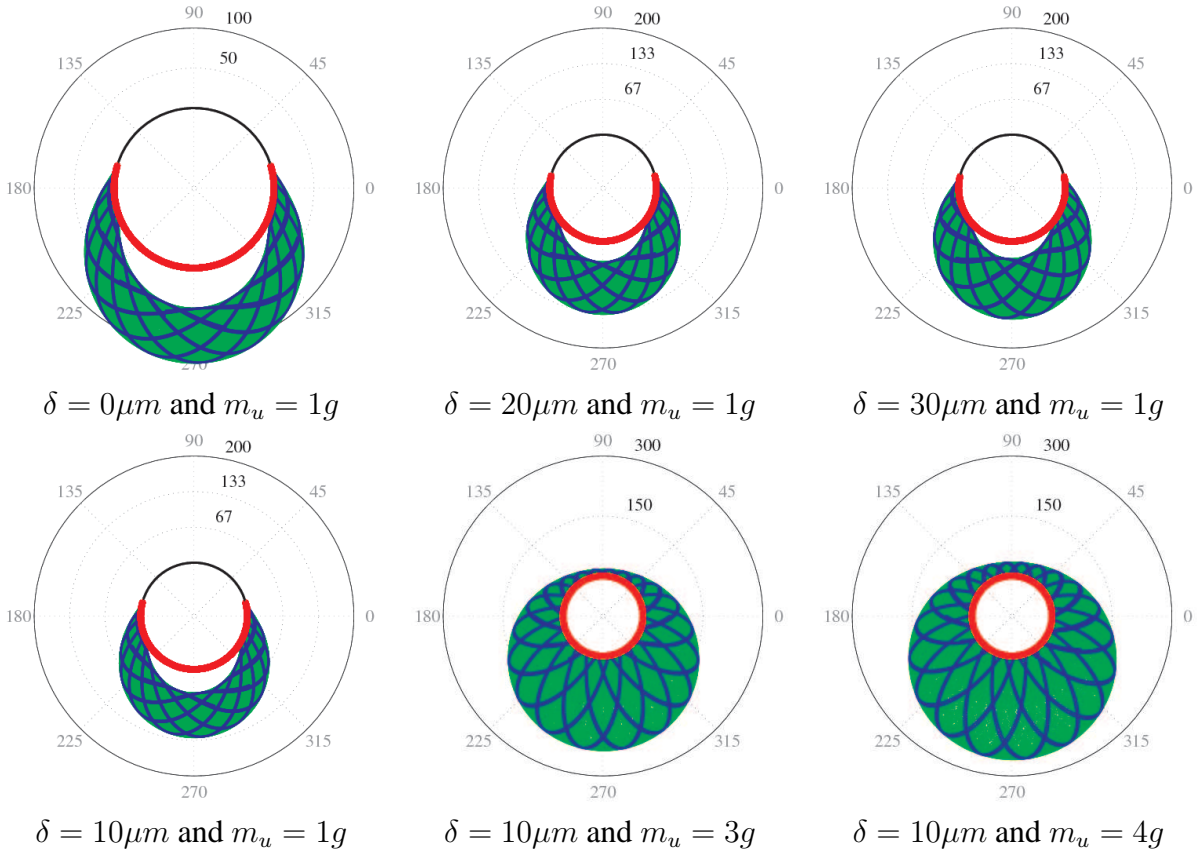 90 100 90 200 90 200
135 50 45 135 133 45 135 133 45
67 67
180 0 180 0 180 0
225 315 225 315 225 315
270 270 270
δ = 0μm and m_u = 1g δ = 20μm and m_u = 1g δ = 30μm and m_u = 1g
90 200 90 300 90 300
135 133 45 135 150 45 135 150 45
67
180 0 180 0 180 0
225 315 225 315 225 315
270 270 270
δ = 10μm and m_u = 1g δ = 10μm and m_u = 3g δ = 10μm and m_u = 4g